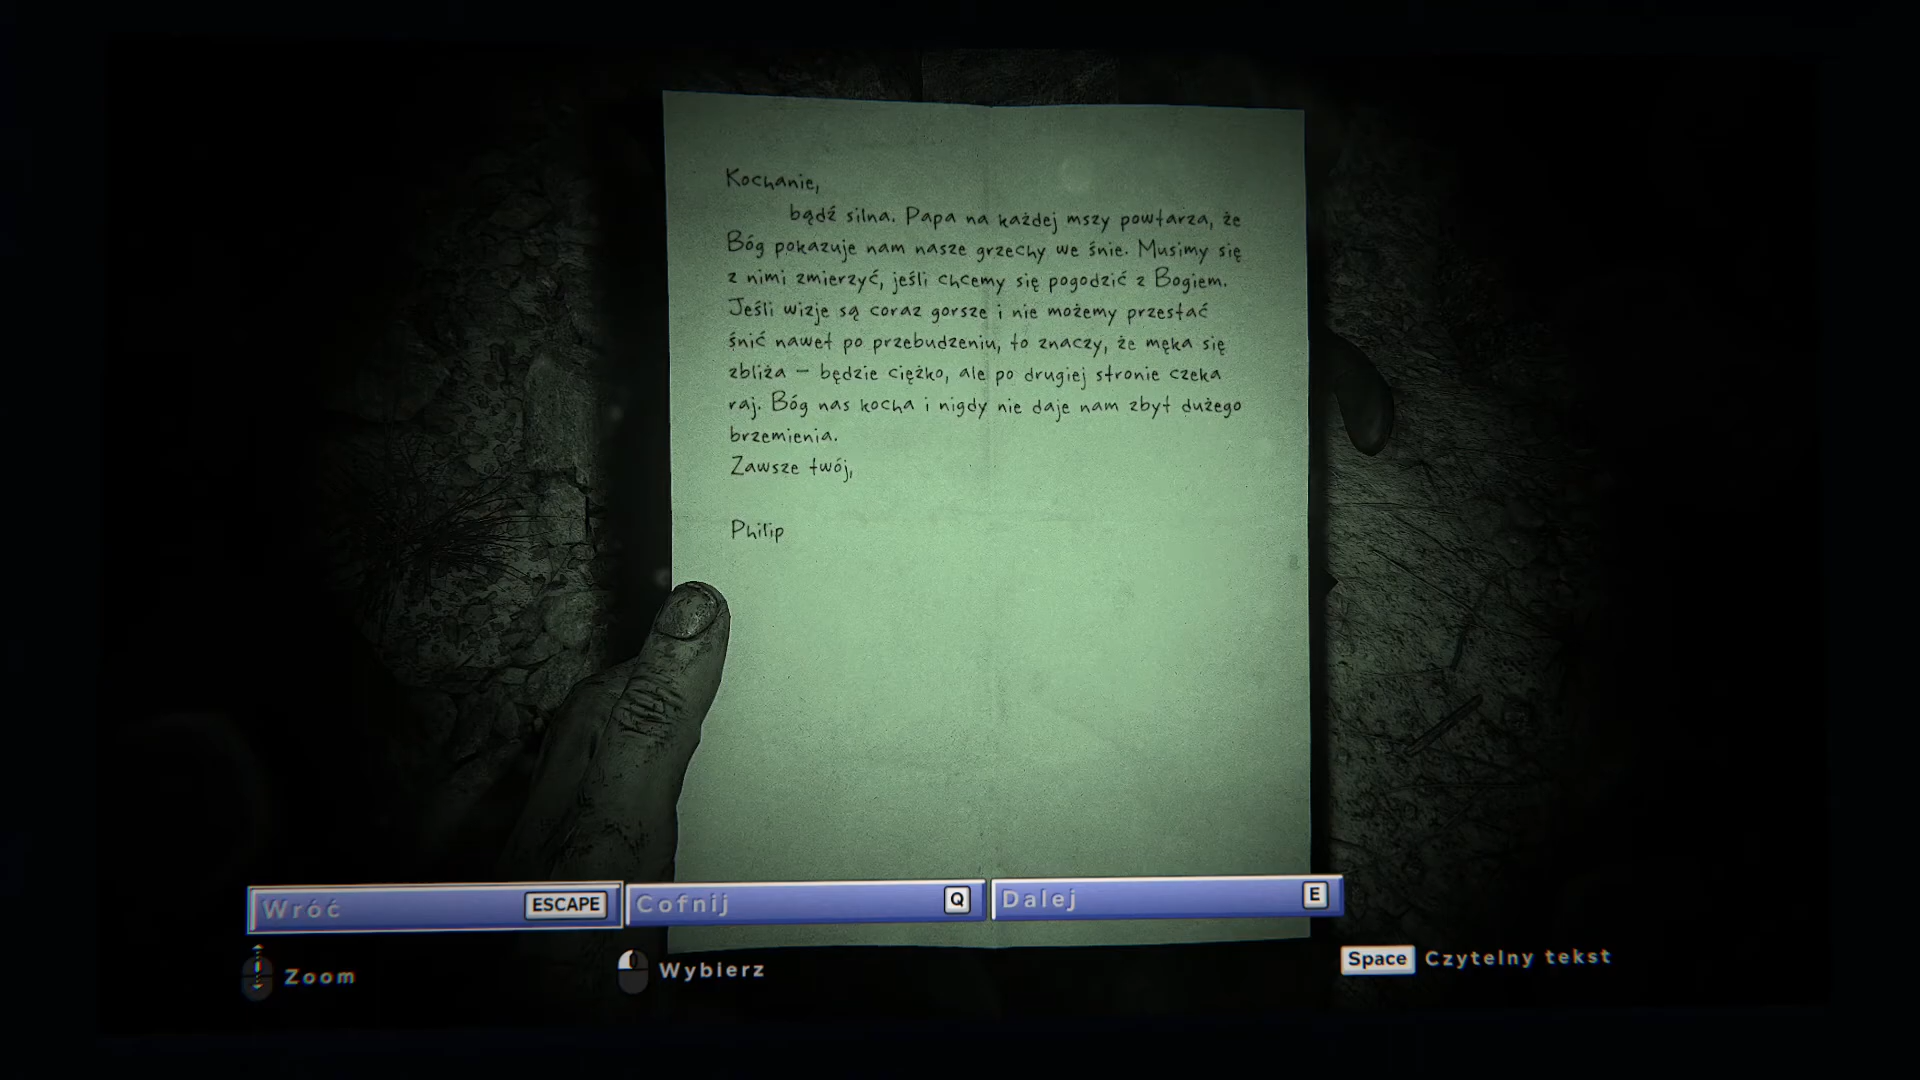 Kochanie,
bądź silna. Papa na każdej mszy powtarza, że
Bóg pokazuje nam nasze grzechy we śnie. Musimy się
z nimi zmierzyć, jeśli chcemy się pogodzić z Bogiem.
Jeśli wizje są coraz gorsze i nie możemy przestać
śnić nawet po przebudzeniu, to znaczy, że męka się
zbliża – będzie ciężko, ale po drugiej stronie czeka
raj. Bóg nas kocha i nigdy nie daje nam zbyt dużego
brzemienia.
Zawsze twój,
Philip
Wróć ESCAPE Cofnij Q Dalej E
Zoom Wybierz Space Czytelny tekst